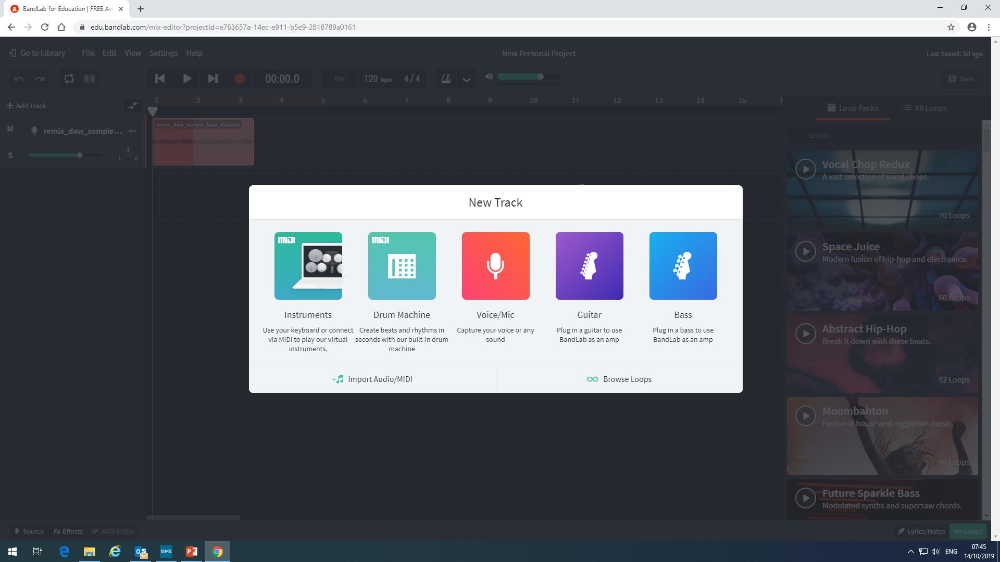 BandLab for Education | FREE Aw
edu.bandlab.com/mix-editor?projectId=e763657a-14ec-e911-b5e9-2818789a0161
Go to Library File Edit View Settings Help
New Personal Project
Last Saved: 3d ago
00:00.0
Key
120 bpm
4 / 4
Save
+ Add Track
1 2 3 4 5 6 7 8 9 10 11 12 13 14 15 1
Loop Packs
All Loops
M
remix_daw_sample...
S
L R
remix_daw_sample_bass_descend
Search
Vocal Chop Redux
A vast selection of vocal chops.
70 Loops
Space Juice
Modern fusion of hip-hop and electronica.
60 Loops
Abstract Hip-Hop
Break it down with these beats.
52 Loops
Moombahton
Fusion of house and reggaeton music.
48 Loops
Future Sparkle Bass
Modulated synths and supersaw chords.
New Track
MIDI
MIDI
Instruments
Use your keyboard or connect
via MIDI to play our virtual
instruments.
Drum Machine
Create beats and rhythms in
seconds with our built-in drum
machine
Voice/Mic
Capture your voice or any
sound
Guitar
Plug in a guitar to use
BandLab as an amp
Bass
Plug in a bass to use
BandLab as an amp
Import Audio/MIDI
Browse Loops
Source
Fx Effects
MIDI Editor
Lyrics/Notes
Loops
SIMS
ENG
07:45
14/10/2019